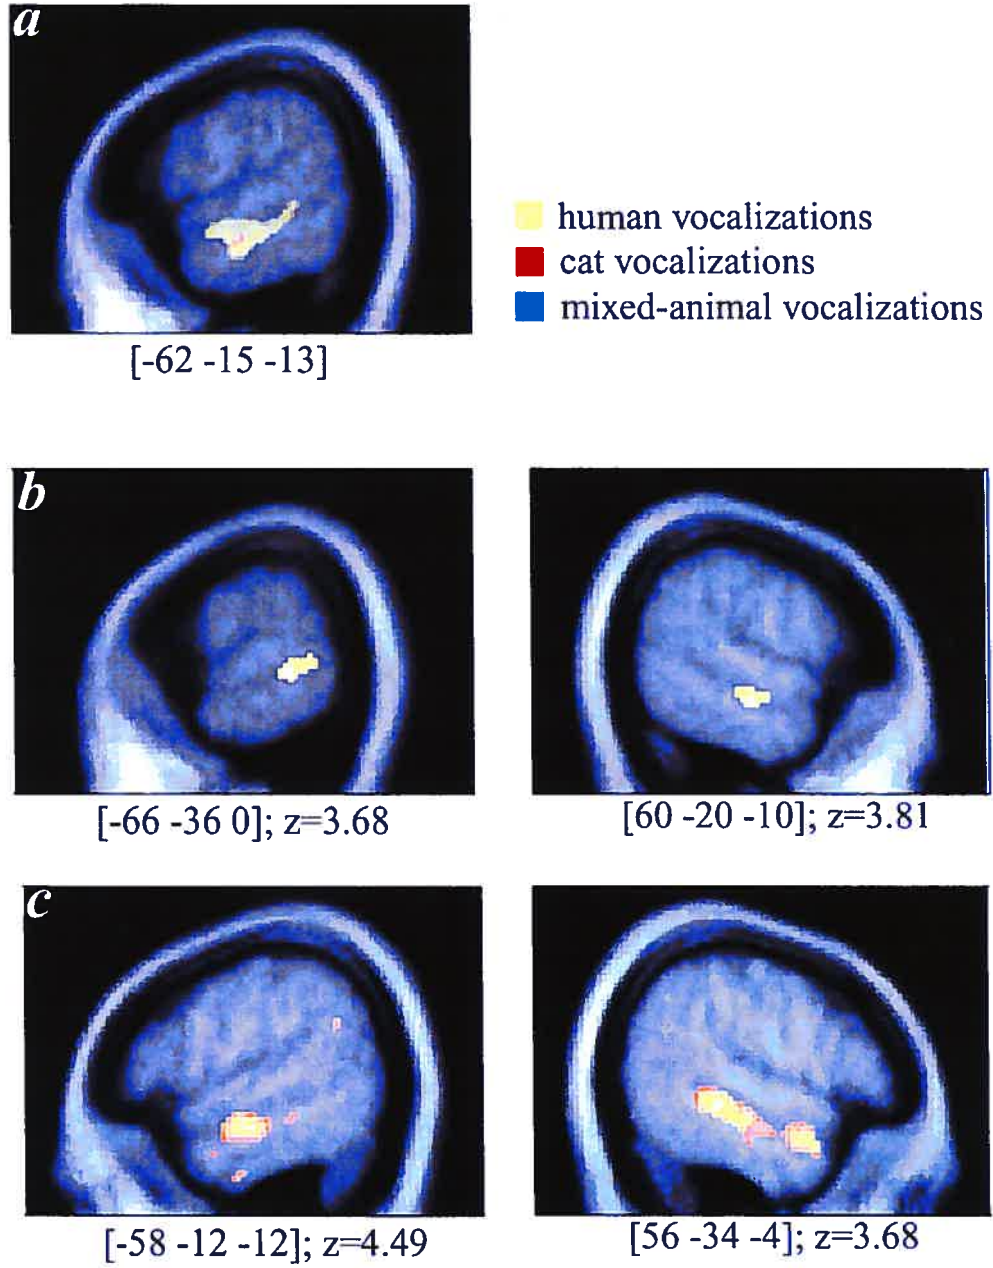 a
human vocalizations
cat vocalizations
mixed-animal vocalizations
[-62 -15 -13]
b
[-66 -36 0]; z=3.68
[60 -20 -10]; z=3.81
c
[-58 -12 -12]; z=4.49
[56 -34 -4]; z=3.68